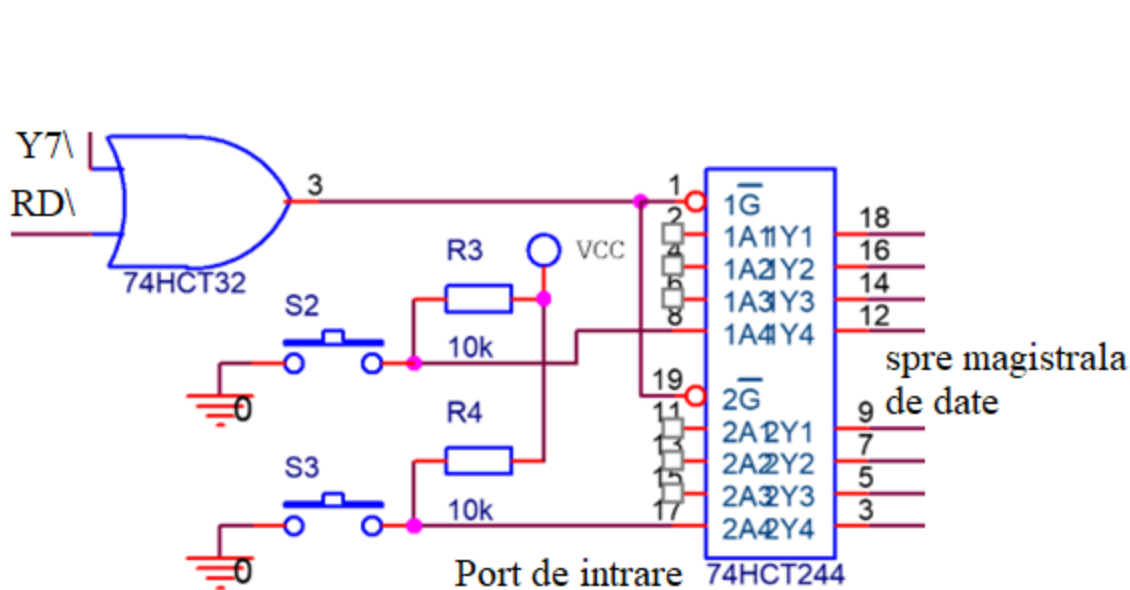 Y7\
RD\
3
74HCT32
S2
R3
10k
VCC
0
S3
R4
10k
0
1
2
4
6
8
19
11
13
15
17
1G
1A1 1Y1
1A2 1Y2
1A3 1Y3
1A4 1Y4
2G
2A1 2Y1
2A2 2Y2
2A3 2Y3
2A4 2Y4
18
16
14
12
9
7
5
3
spre magistrala
de date
Port de intrare
74HCT244